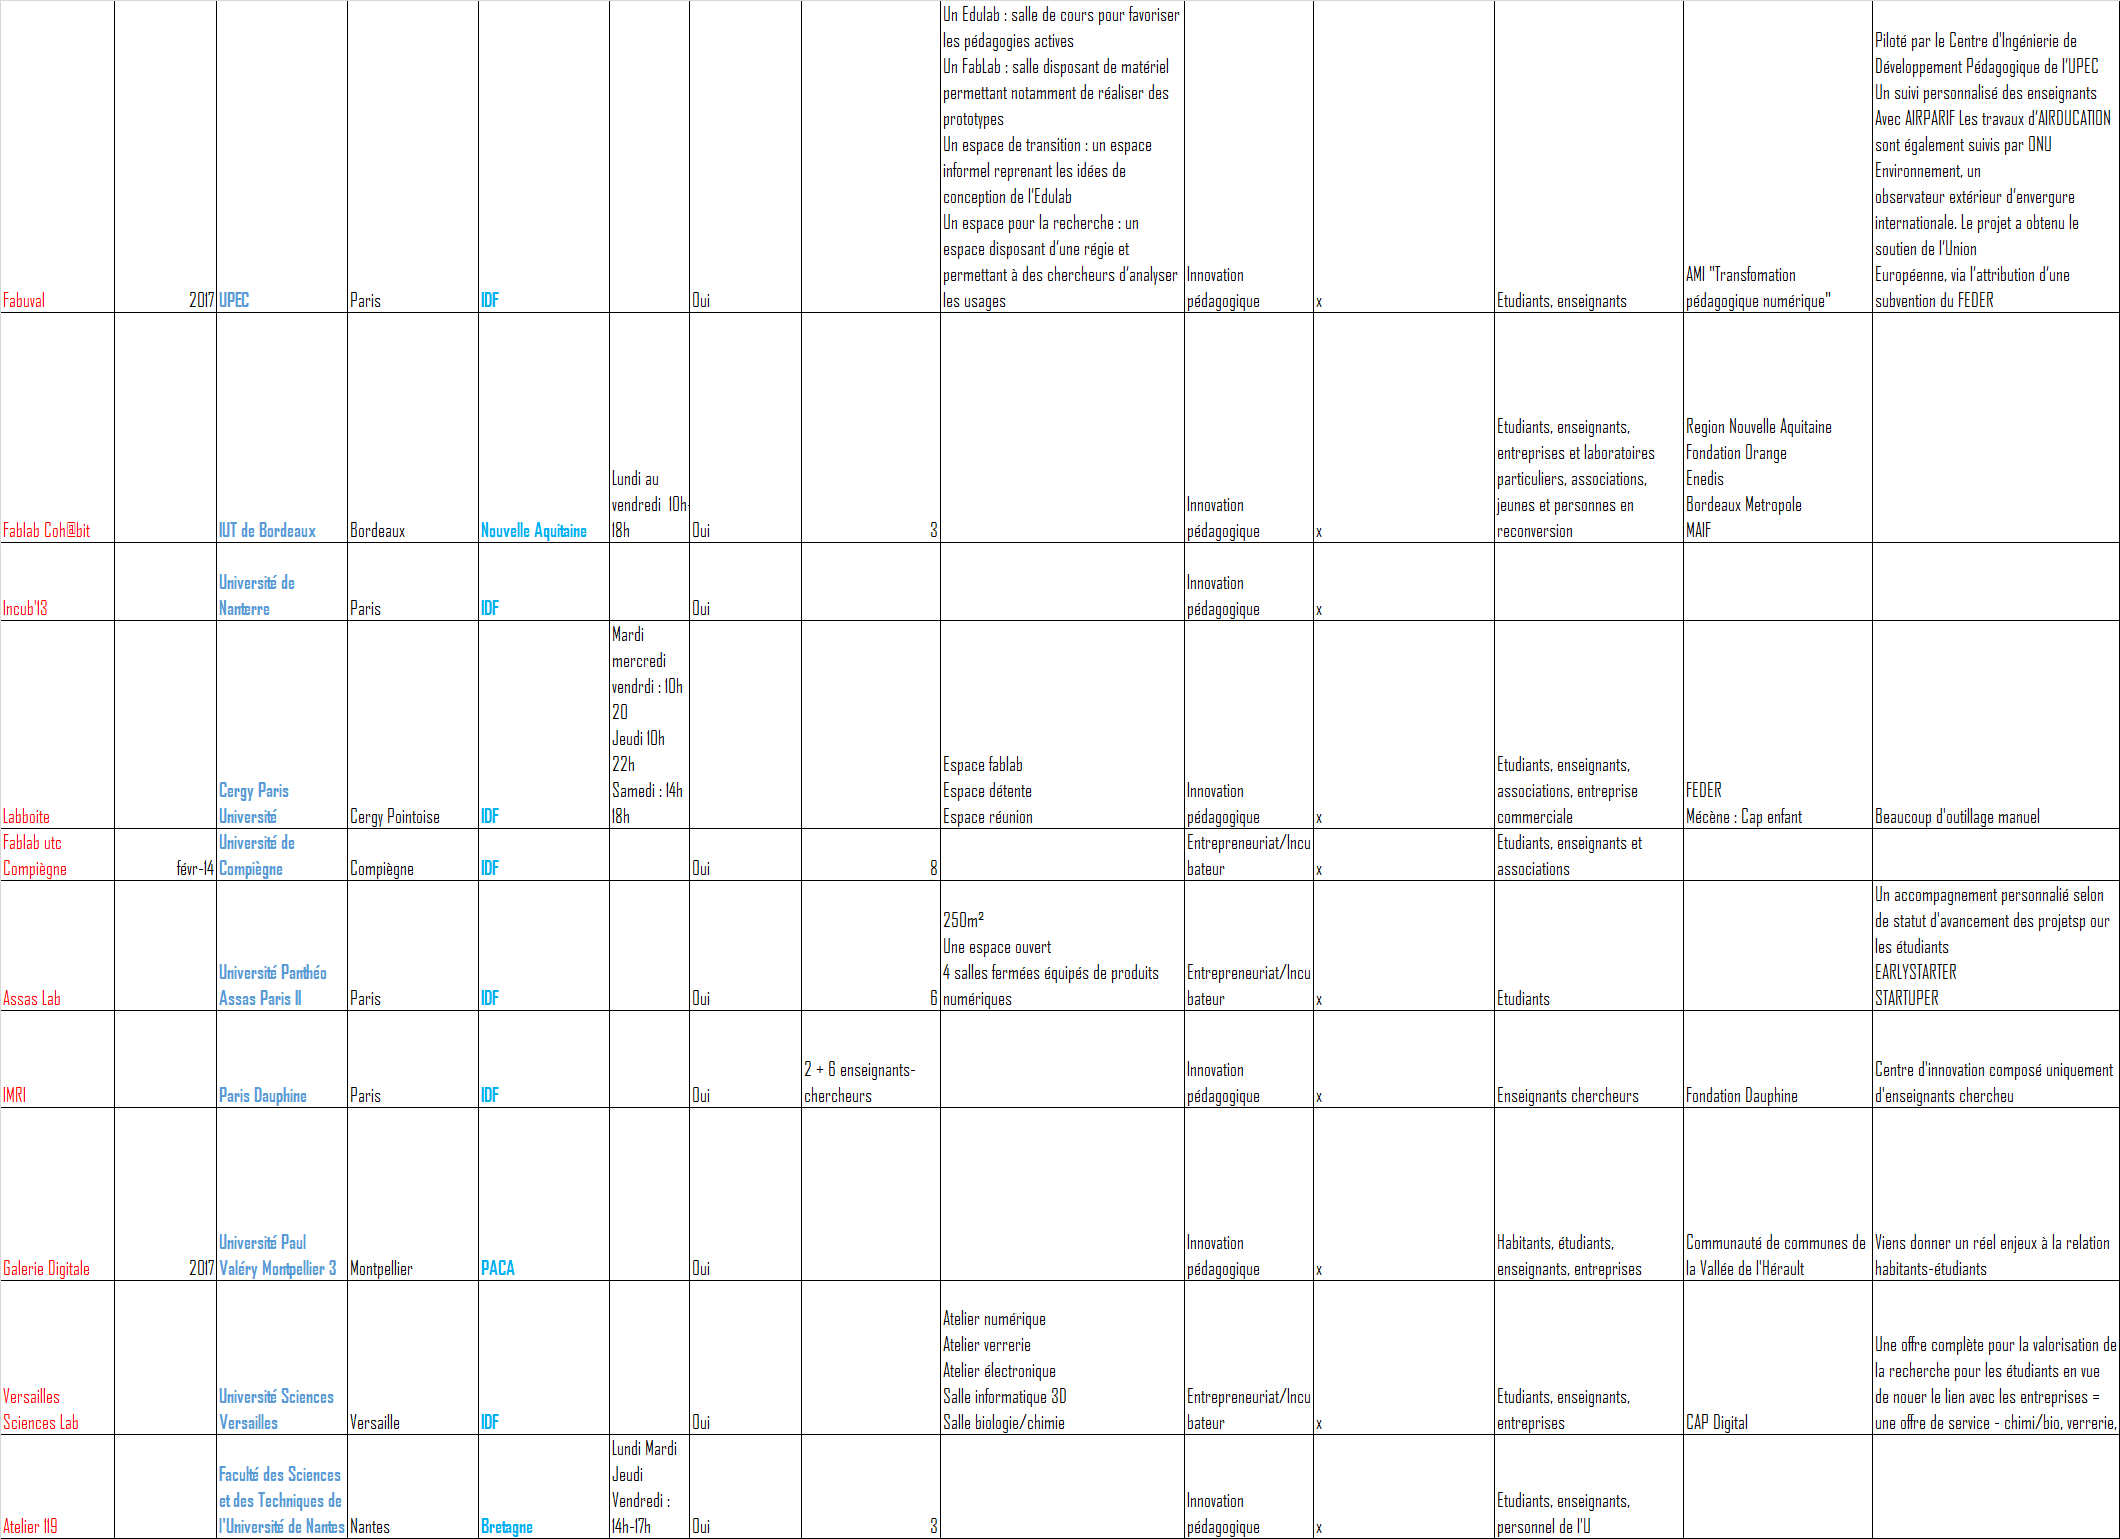 Fabuval
2017
UPEC
Paris
IDF
Oui
Un Edulab : salle de cours pour favoriser
les pédagogies actives
Un FabLab : salle disposant de matériel
permettant notamment de réaliser des
prototypes
Un espace de transition : un espace
informel reprenant les idées de
conception de l'Edulab
Un espace pour la recherche : un
espace disposant d'une régie et
permettant à des chercheurs d'analyser
les usages
Innovation
pédagogique
x
Etudiants, enseignants
AMI "Transfomation
pédagogique numérique"
Piloté par le Centre d'Ingénierie de
Développement Pédagogique de l'UPEC
Un suivi personnalisé des enseignants
Avec AIRPARIF Les travaux d'AIRDUCATION
sont également suivis par ONU
Environnement, un
observateur extérieur d'envergure
internationale. Le projet a obtenu le
soutien de l'Union
Européenne, via l'attribution d'une
subvention du FEDER
Fablab Coh@bit
IUT de Bordeaux
Bordeaux
Nouvelle Aquitaine
Lundi au
vendredi 10h-
18h
Oui
3
Innovation
pédagogique
x
Etudiants, enseignants,
entreprises et laboratoires
particuliers, associations,
jeunes et personnes en
reconversion
Region Nouvelle Aquitaine
Fondation Orange
Enedis
Bordeaux Metropole
MAIF
Incub'13
Université de
Nanterre
Paris
IDF
Oui
Innovation
pédagogique
x
Labboite
Cergy Paris
Université
Cergy Pointoise
IDF
Mardi
mercredi
vendrdi : 10h
20
Jeudi 10h
22h
Samedi : 14h
18h
Espace fablab
Espace détente
Espace réunion
Innovation
pédagogique
x
Etudiants, enseignants,
associations, entreprise
commerciale
FEDER
Mécène : Cap enfant
Beaucoup d'outillage manuel
Fablab utc
Compiègne
févr-14
Université de
Compiègne
Compiègne
IDF
Oui
8
Entrepreneuriat/Incu
bateur
x
Etudiants, enseignants et
associations
Assas Lab
Université Panthéo
Assas Paris II
Paris
IDF
Oui
6
250m²
Une espace ouvert
4 salles fermées équipés de produits
numériques
Entrepreneuriat/Incu
bateur
x
Etudiants
Un accompagnement personnalié selon
de statut d'avancement des projetsp our
les étudiants
EARLYSTARTER
STARTUPER
IMRI
Paris Dauphine
Paris
IDF
Oui
2 + 6 enseignants-
chercheurs
Innovation
pédagogique
x
Enseignants chercheurs
Fondation Dauphine
Centre d'innovation composé uniquement
d'enseignants chercheu
Galerie Digitale
2017
Université Paul
Valéry Montpellier 3
Montpellier
PACA
Oui
Innovation
pédagogique
x
Habitants, étudiants,
enseignants, entreprises
Communauté de communes de
la Vallée de l'Hérault
Viens donner un réel enjeux à la relation
habitants-étudiants
Versailles
Sciences Lab
Université Sciences
Versailles
Versaille
IDF
Oui
Atelier numérique
Atelier verrerie
Atelier électronique
Salle informatique 3D
Salle biologie/chimie
Entrepreneuriat/Incu
bateur
x
Etudiants, enseignants,
entreprises
CAP Digital
Une offre complète pour la valorisation de
la recherche pour les étudiants en vue
de nouer le lien avec les entreprises =
une offre de service - chimi/bio, verrerie,
Atelier 119
Faculté des Sciences
et des Techniques de
l'Université de Nantes
Nantes
Bretagne
Lundi Mardi
Jeudi
Vendredi :
14h-17h
Oui
3
Innovation
pédagogique
x
Etudiants, enseignants,
personnel de l'U